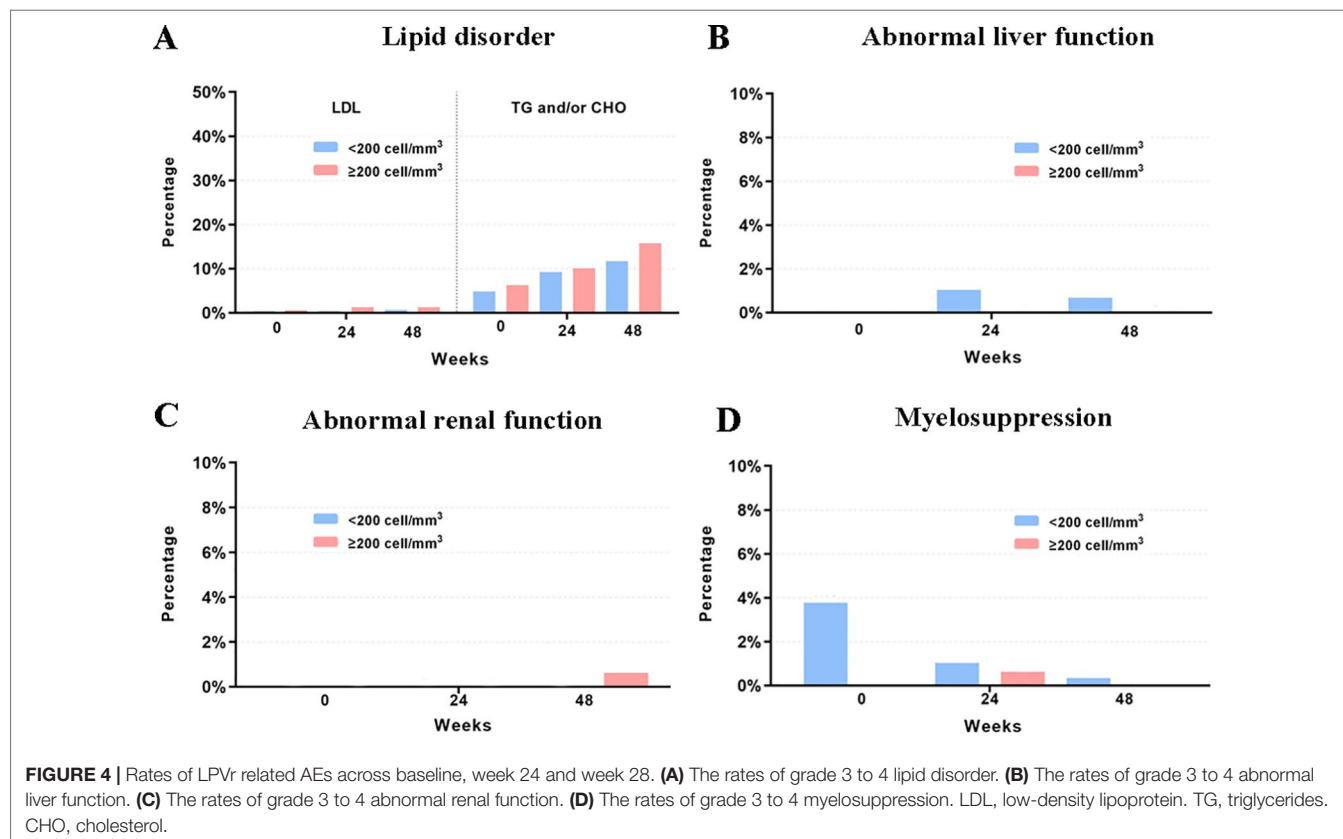 A
Lipid disorder
50%
40%
30%
20%
10%
0%
Percentage
LDL
TG and/or CHO
<200 cell/mm³
≥200 cell/mm³
0
24
48
0
24
48
Weeks
B
Abnormal liver function
10%
8%
6%
4%
2%
0%
Percentage
<200 cell/mm³
≥200 cell/mm³
0
24
48
Weeks
C
Abnormal renal function
10%
8%
6%
4%
2%
0%
Percentage
<200 cell/mm³
≥200 cell/mm³
0
24
48
Weeks
D
Myelosuppression
10%
8%
6%
4%
2%
0%
Percentage
<200 cell/mm³
≥200 cell/mm³
0
24
48
Weeks
FIGURE 4 | Rates of LPVr related AEs across baseline, week 24 and week 28. (A) The rates of grade 3 to 4 lipid disorder. (B) The rates of grade 3 to 4 abnormal
liver function. (C) The rates of grade 3 to 4 abnormal renal function. (D) The rates of grade 3 to 4 myelosuppression. LDL, low-density lipoprotein. TG, triglycerides.
CHO, cholesterol.